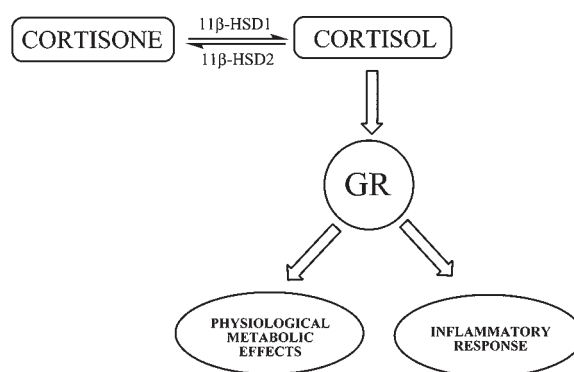 CORTISONE
11β-HSD1
11β-HSD2
CORTISOL
GR
PHYSIOLOGICAL
METABOLIC
EFFECTS
INFLAMMATORY
RESPONSE